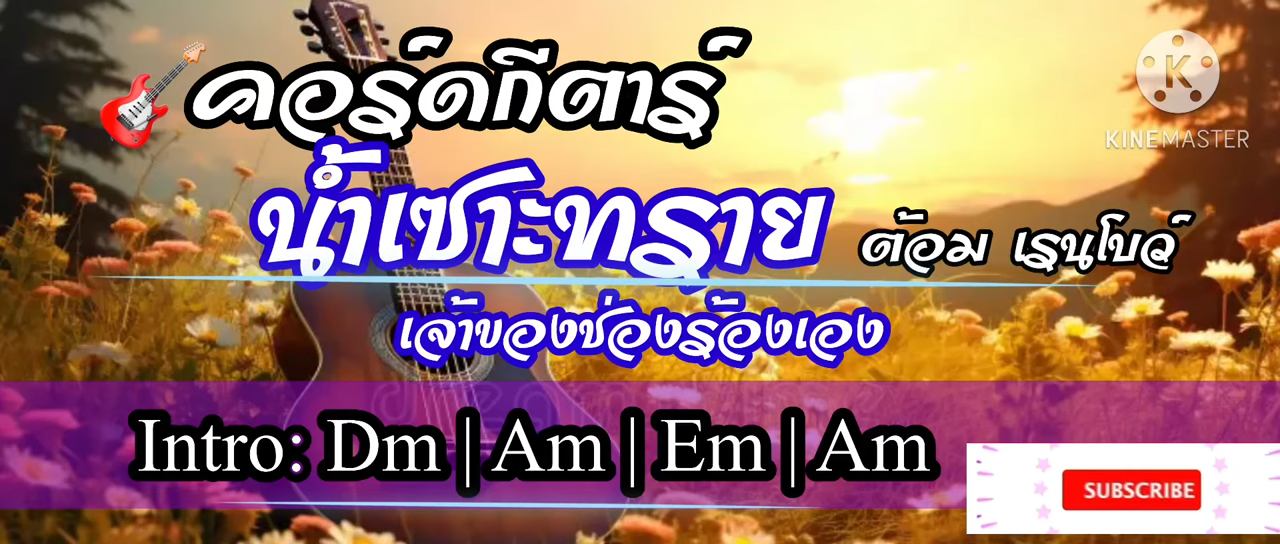 คอร์ดกีตาร์
K
KINEMASTER
น้ำเซาะทราย ต้อม เรนโบว์
เจ้าของช่องร้องเอง
Intro: Dm | Am | Em | Am
SUBSCRIBE